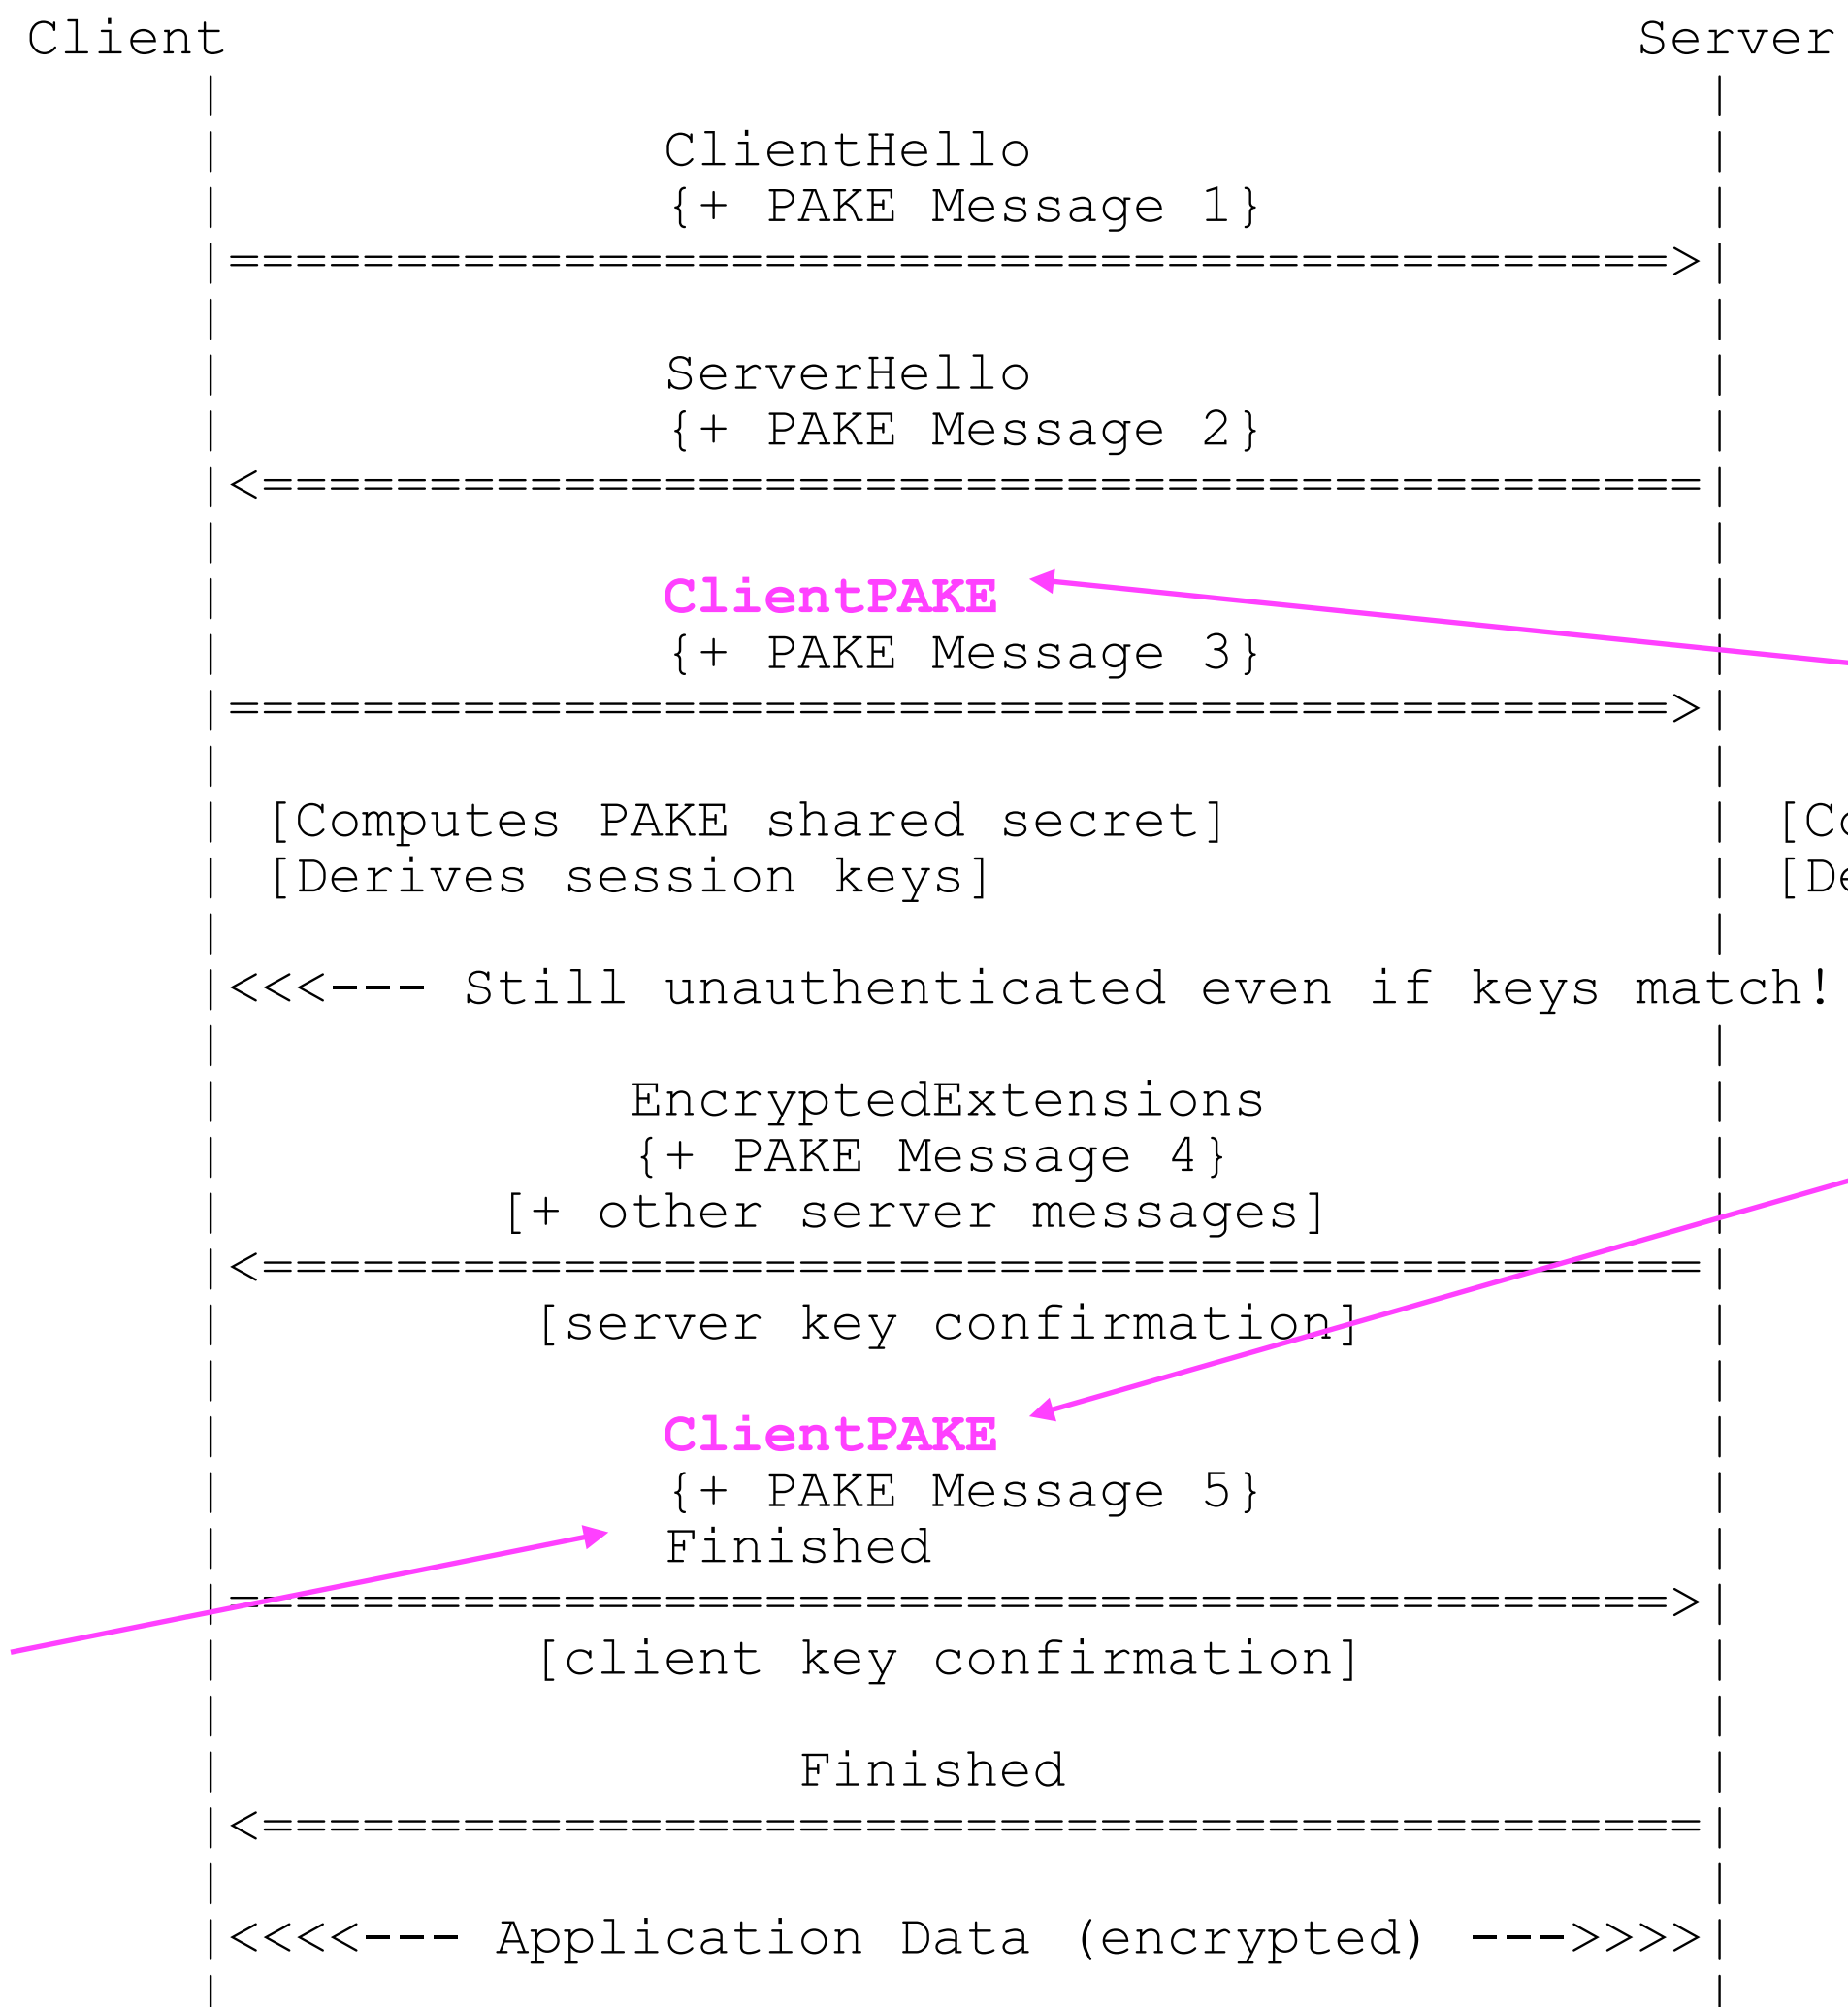 Client Server
ClientHello
{+ PAKE Message 1}
============================================>
ServerHello
{+ PAKE Message 2}
<============================================
ClientPAKE
{+ PAKE Message 3}
============================================>
[Computes PAKE shared secret] [Co
[Derives session keys] [De
<<<--- Still unauthenticated even if keys match!
EncryptedExtensions
{+ PAKE Message 4}
[+ other server messages]
<============================================
[server key confirmation]
ClientPAKE
{+ PAKE Message 5}
Finished
============================================>
[client key confirmation]
Finished
<============================================
<<<<--- Application Data (encrypted) --->>>>